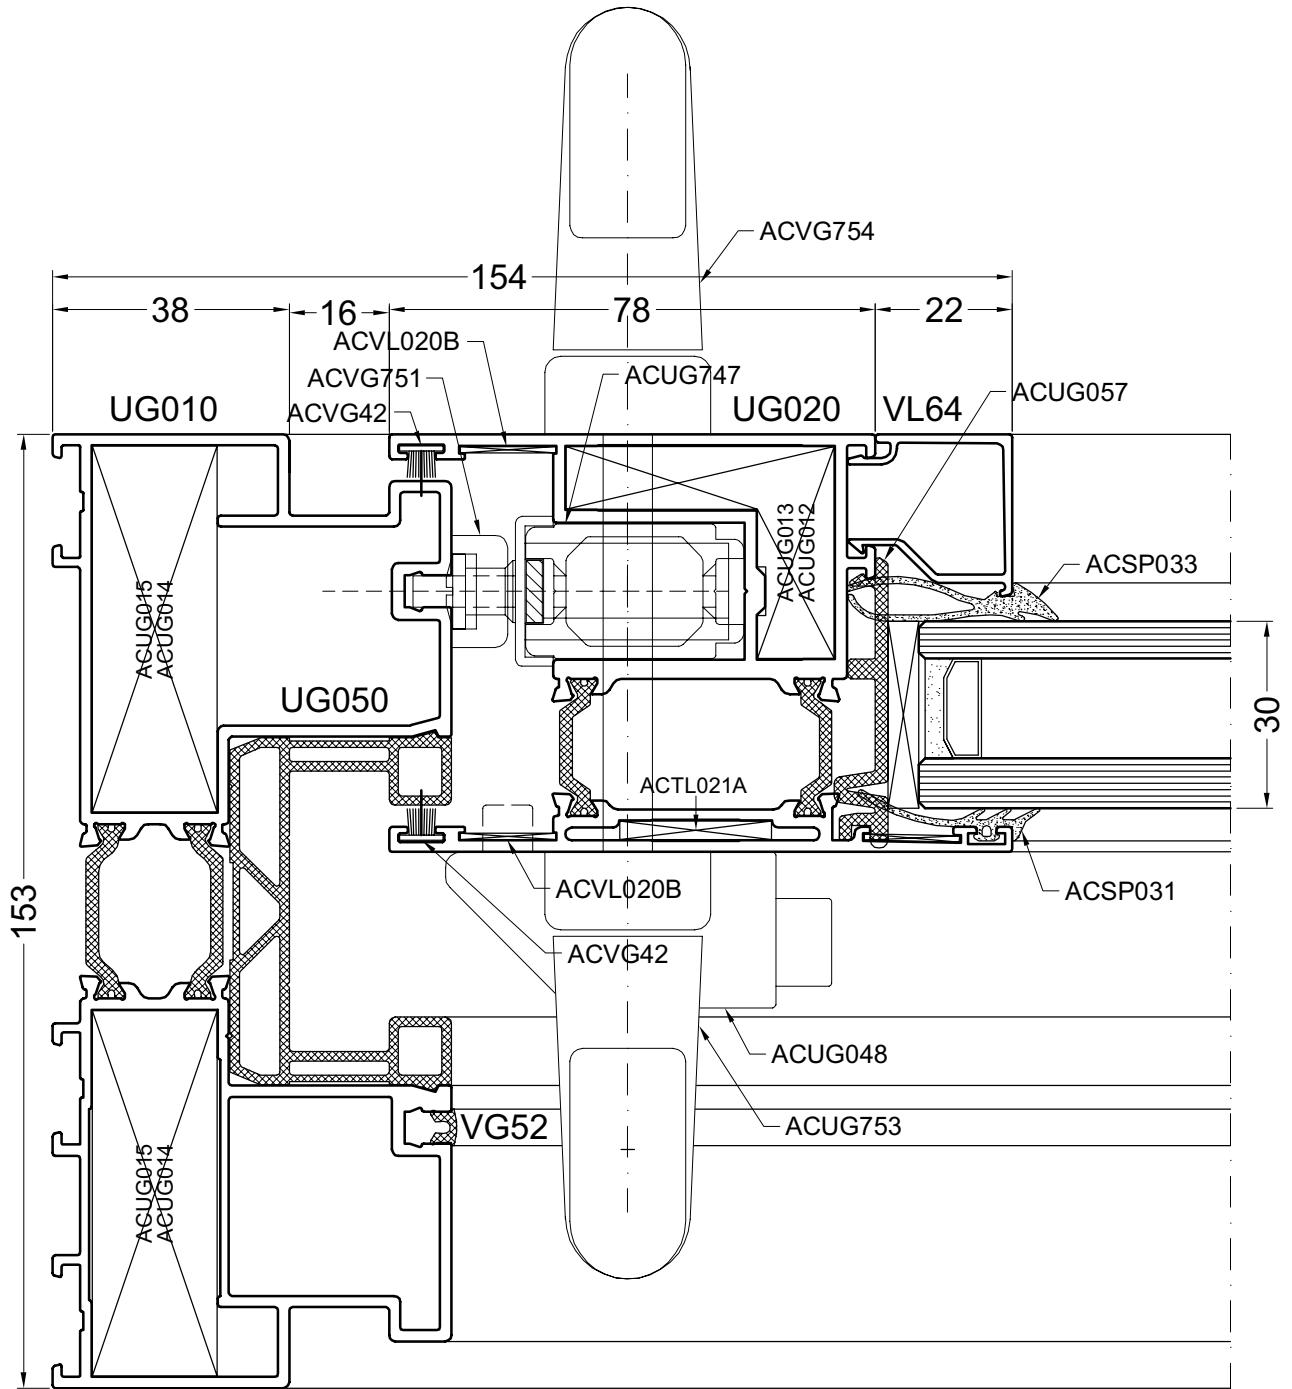 ACVG754
154
38
16
78
22
ACVL020B
ACVG751
ACUG747
ACUG057
ACVG42
UG010
UG020
VL64
ACUG013
ACUG012
ACSP033
ACUG015
ACUG014
UG050
30
ACTL021A
153
ACVL020B
ACSP031
ACVG42
ACUG048
VG52
ACUG753
ACUG015
ACUG014